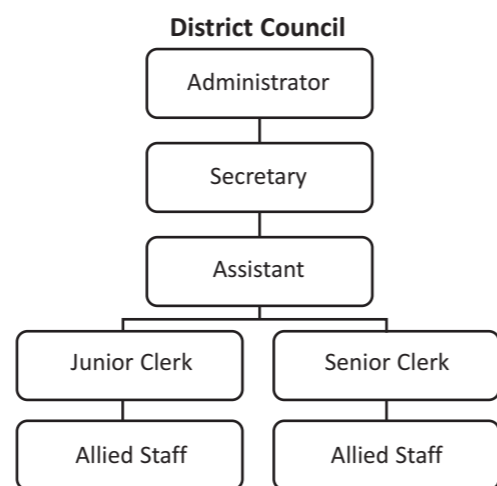 District Council
Administrator
Secretary
Assistant
Junior Clerk
Senior Clerk
Allied Staff
Allied Staff